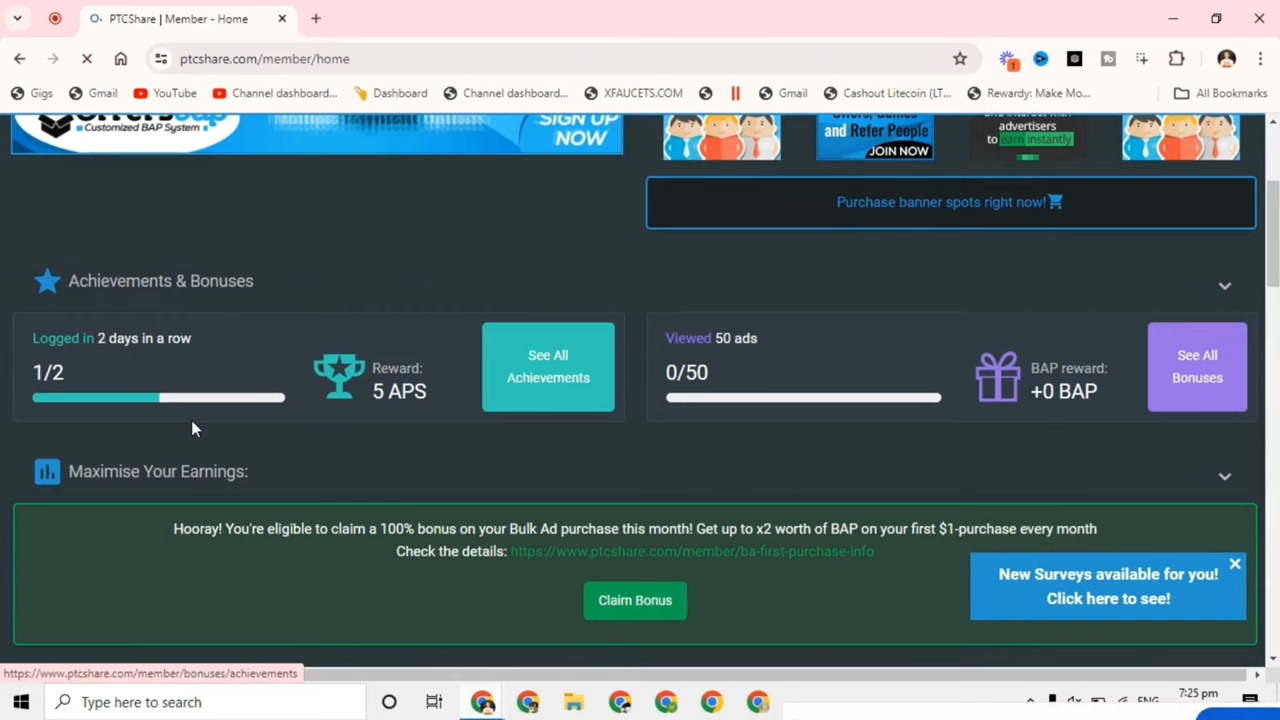 PTCShare | Member - Home
ptcshare.com/member/home
1
Gigs
Gmail
YouTube
Channel dashboard...
Dashboard
Channel dashboard...
XFAUCETS.COM
Gmail
Cashout Litecoin (LT...
Rewardy: Make Mo...
All Bookmarks
Customized BAP System
SIGN UP
NOW
and Refer People
JOIN NOW
advertisers
to earn instantly
Purchase banner spots right now!
Achievements & Bonuses
Logged in 2 days in a row
1/2
Reward:
5 APS
See All
Achievements
Viewed 50 ads
0/50
BAP reward:
+0 BAP
See All
Bonuses
Maximise Your Earnings:
Hooray! You're eligible to claim a 100% bonus on your Bulk Ad purchase this month! Get up to x2 worth of BAP on your first $1-purchase every month
Check the details: https://www.ptcshare.com/member/ba-first-purchase-info
Claim Bonus
New Surveys available for you!
Click here to see!
https://www.ptcshare.com/member/bonuses/achievements
Type here to search
ENG
7:25 pm